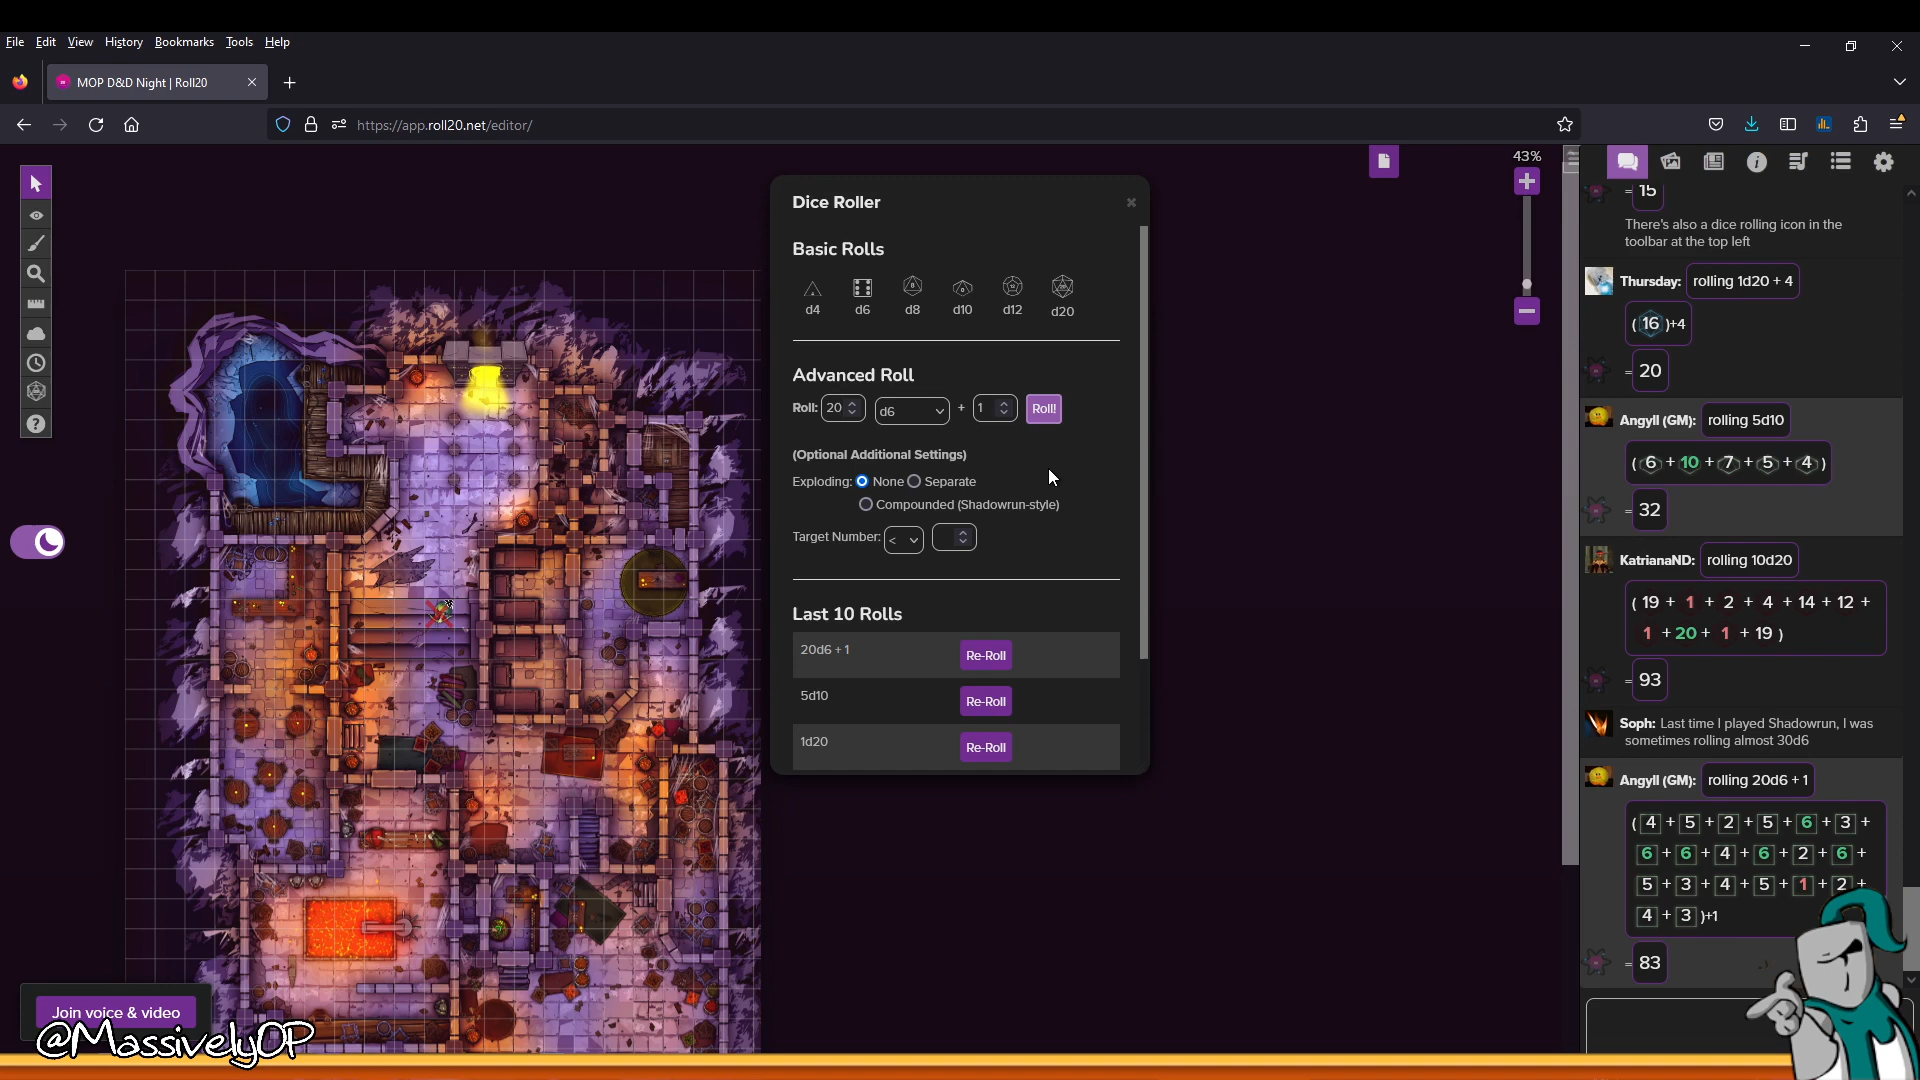 File Edit View History Bookmarks Tools Help
MOP D&D Night | Roll20
https://app.roll20.net/editor/
43%
Dice Roller
Basic Rolls
d4 d6 d8 d10 d12 d20
Advanced Roll
Roll: 20 d6 + 1 Roll!
(Optional Additional Settings)
Exploding: None Separate
Compounded (Shadowrun-style)
Target Number: <
Last 10 Rolls
20d6 + 1 Re-Roll
5d10 Re-Roll
1d20 Re-Roll
= 15
There's also a dice rolling icon in the
toolbar at the top left
Thursday: rolling 1d20 + 4
(16)+4
= 20
Angyll (GM): rolling 5d10
(6+10+7+5+4)
= 32
KatrianaND: rolling 10d20
(19 + 1 + 2 + 4 + 14 + 12 +
1 + 20 + 1 + 19)
= 93
Soph: Last time I played Shadowrun, I was
sometimes rolling almost 30d6
Angyll (GM): rolling 20d6 + 1
(4+5+2+5+6+3+
6+6+4+6+2+6+
5+3+4+5+1+2+
4+3)+1
= 83
Join voice & video
@MassivelyOP